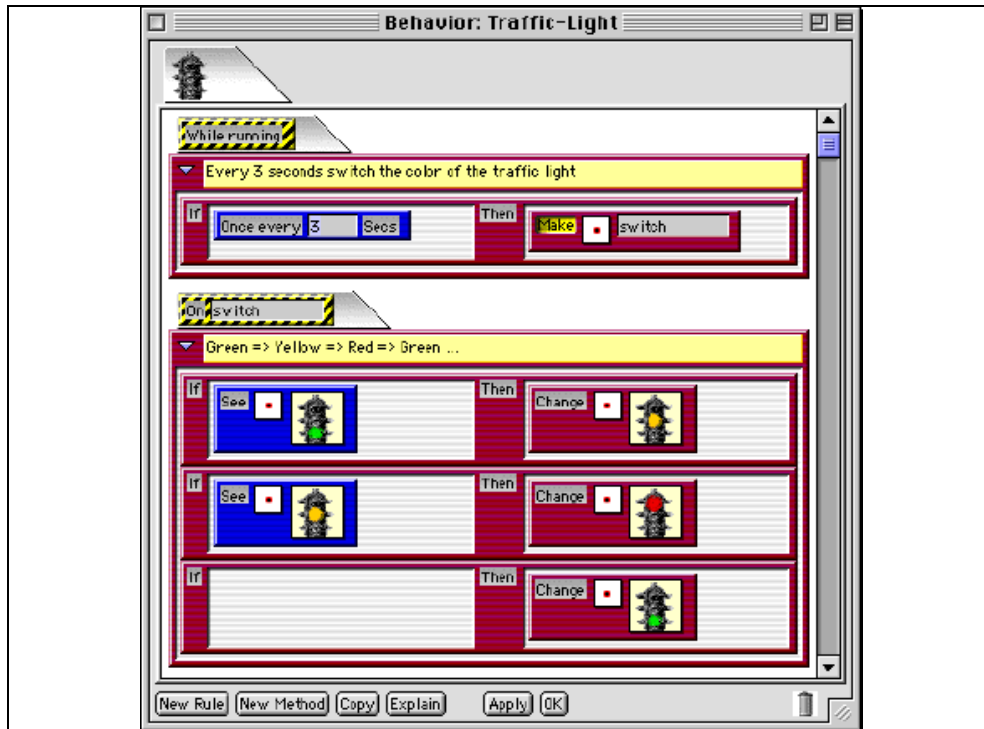 Behavior: Traffic-Light
While running
Every 3 seconds switch the color of the traffic light
If Once every 3 Secs Then Make switch
On switch
Green => Yellow => Red => Green ...
If See Then Change
If See Then Change
If Then Change
New Rule New Method Copy Explain Apply OK